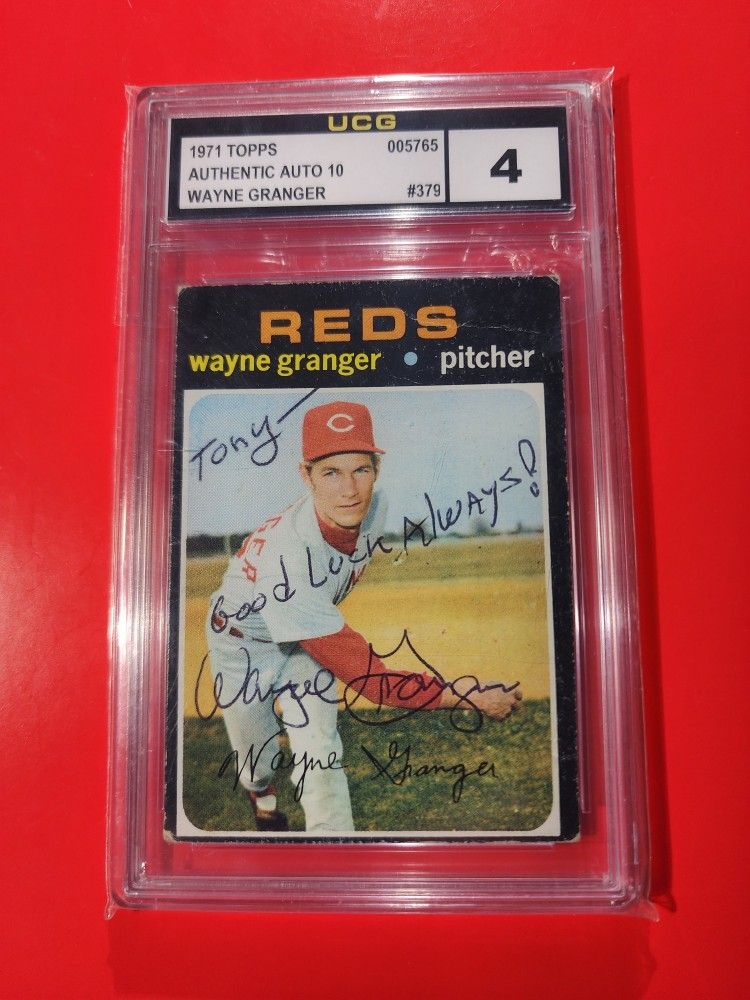 UCG
1971 TOPPS 005765
AUTHENTIC AUTO 10
WAYNE GRANGER #379
4
REDS
wayne granger • pitcher
Tony—
C
Good Luck Always!
Wayne Granger
Wayne Granger